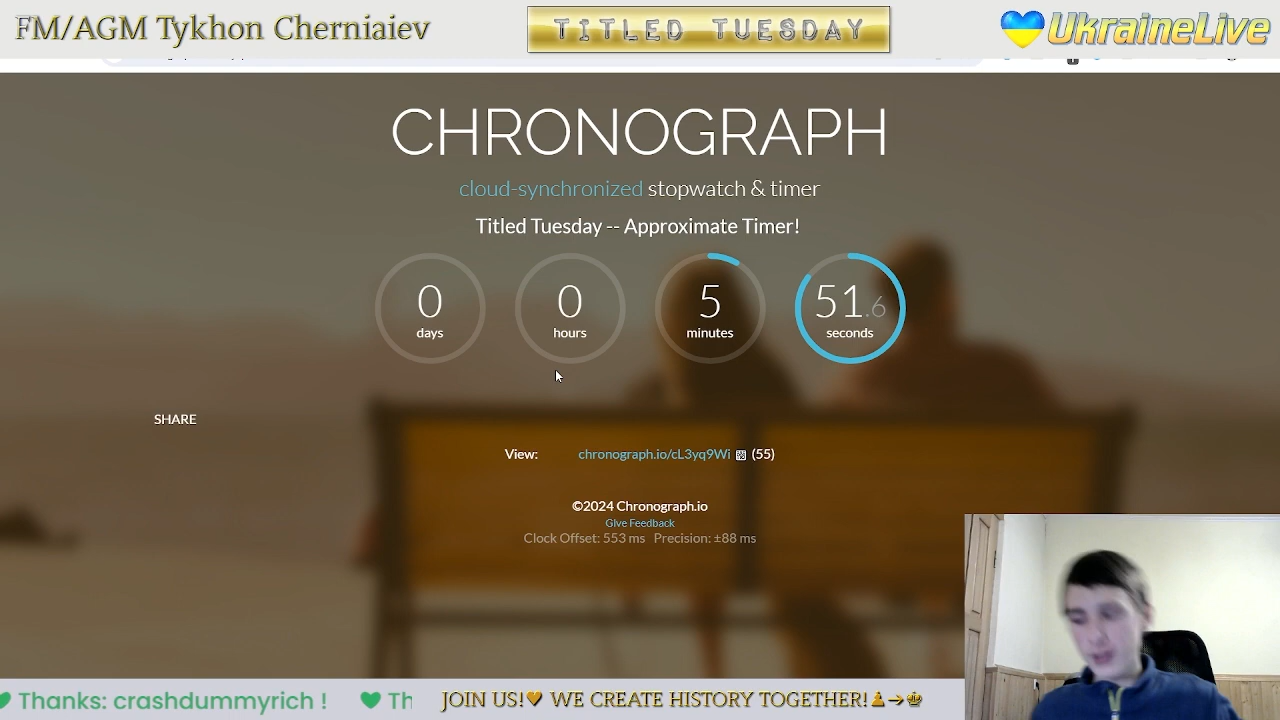 FM/AGM Tykhon Cherniaiev
TITLED TUESDAY
UkraineLive
CHRONOGRAPH
cloud-synchronized stopwatch & timer
Titled Tuesday -- Approximate Timer!
0 0 5 51.6
days hours minutes seconds
SHARE
View: chronograph.io/cL3yq9Wi (55)
©2024 Chronograph.io
Give Feedback
Clock Offset: 553 ms Precision: ±88 ms
Thanks: crashdummyrich ! Th
JOIN US!🧡 WE CREATE HISTORY TOGETHER!♟➔♚